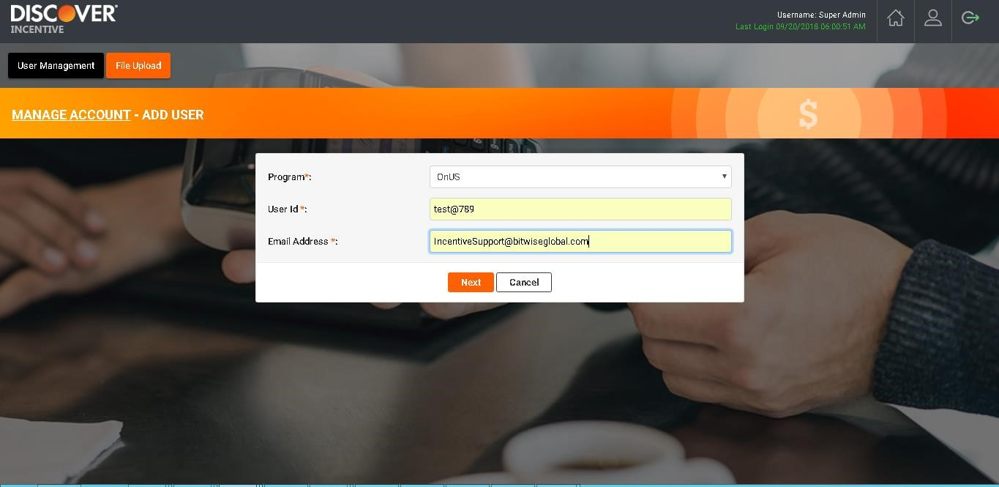 DISCOVER®
INCENTIVE
Username: Super Admin
Last Login 09/20/2018 06:00:51 AM
User Management
File Upload
MANAGE ACCOUNT - ADD USER
$
Program*:
OnUS
User Id *:
test@789
Email Address *:
IncentiveSupport@bitwiseglobal.com
Next
Cancel